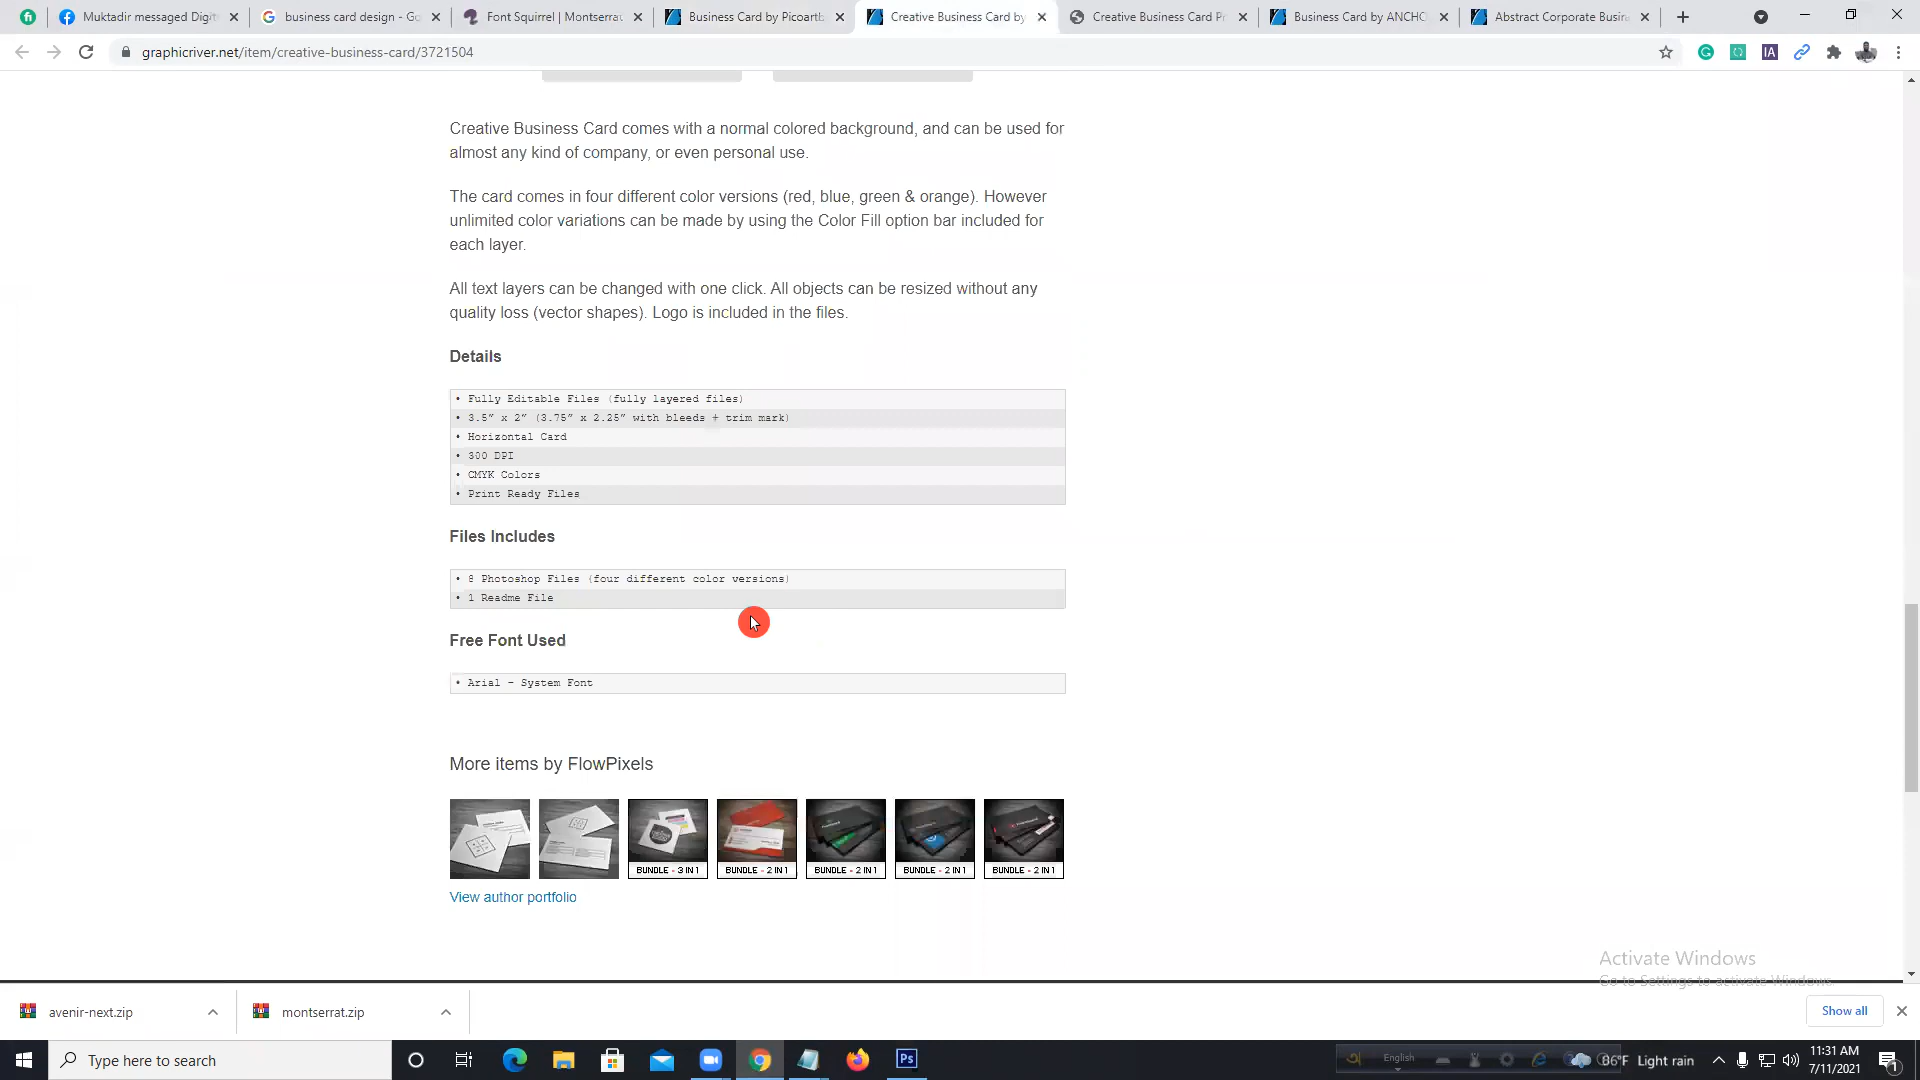 Muktadir messaged Digit
business card design - Go
Font Squirrel | Montserrat
Business Card by Picoartb
Creative Business Card by
Creative Business Card Pr
Business Card by ANCHO
Abstract Corporate Busin
graphicriver.net/item/creative-business-card/3721504
Creative Business Card comes with a normal colored background, and can be used for
almost any kind of company, or even personal use.
The card comes in four different color versions (red, blue, green & orange). However
unlimited color variations can be made by using the Color Fill option bar included for
each layer.
All text layers can be changed with one click. All objects can be resized without any
quality loss (vector shapes). Logo is included in the files.
Details
• Fully Editable Files (fully layered files)
• 3.5” x 2” (3.75” x 2.25” with bleeds + trim mark)
• Horizontal Card
• 300 DPI
• CMYK Colors
• Print Ready Files
Files Includes
• 8 Photoshop Files (four different color versions)
• 1 Readme File
Free Font Used
• Arial – System Font
More items by FlowPixels
BUNDLE - 3 IN 1
BUNDLE - 2 IN 1
BUNDLE - 2 IN 1
BUNDLE - 2 IN 1
BUNDLE - 2 IN 1
View author portfolio
Activate Windows
Go to Settings to activate Windows.
avenir-next.zip
montserrat.zip
Show all
Type here to search
Ps
English
86°F Light rain
11:31 AM
7/11/2021